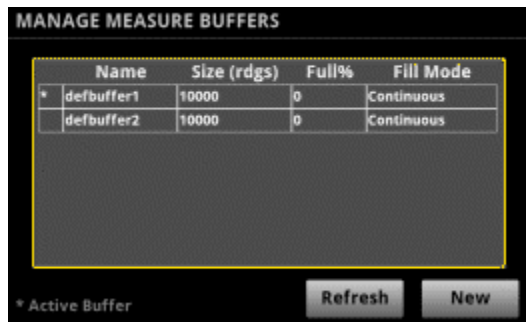 MANAGE MEASURE BUFFERS
Name Size (rdgs) Full% Fill Mode
* defbuffer1 10000 0 Continuous
defbuffer2 10000 0 Continuous
* Active Buffer Refresh New